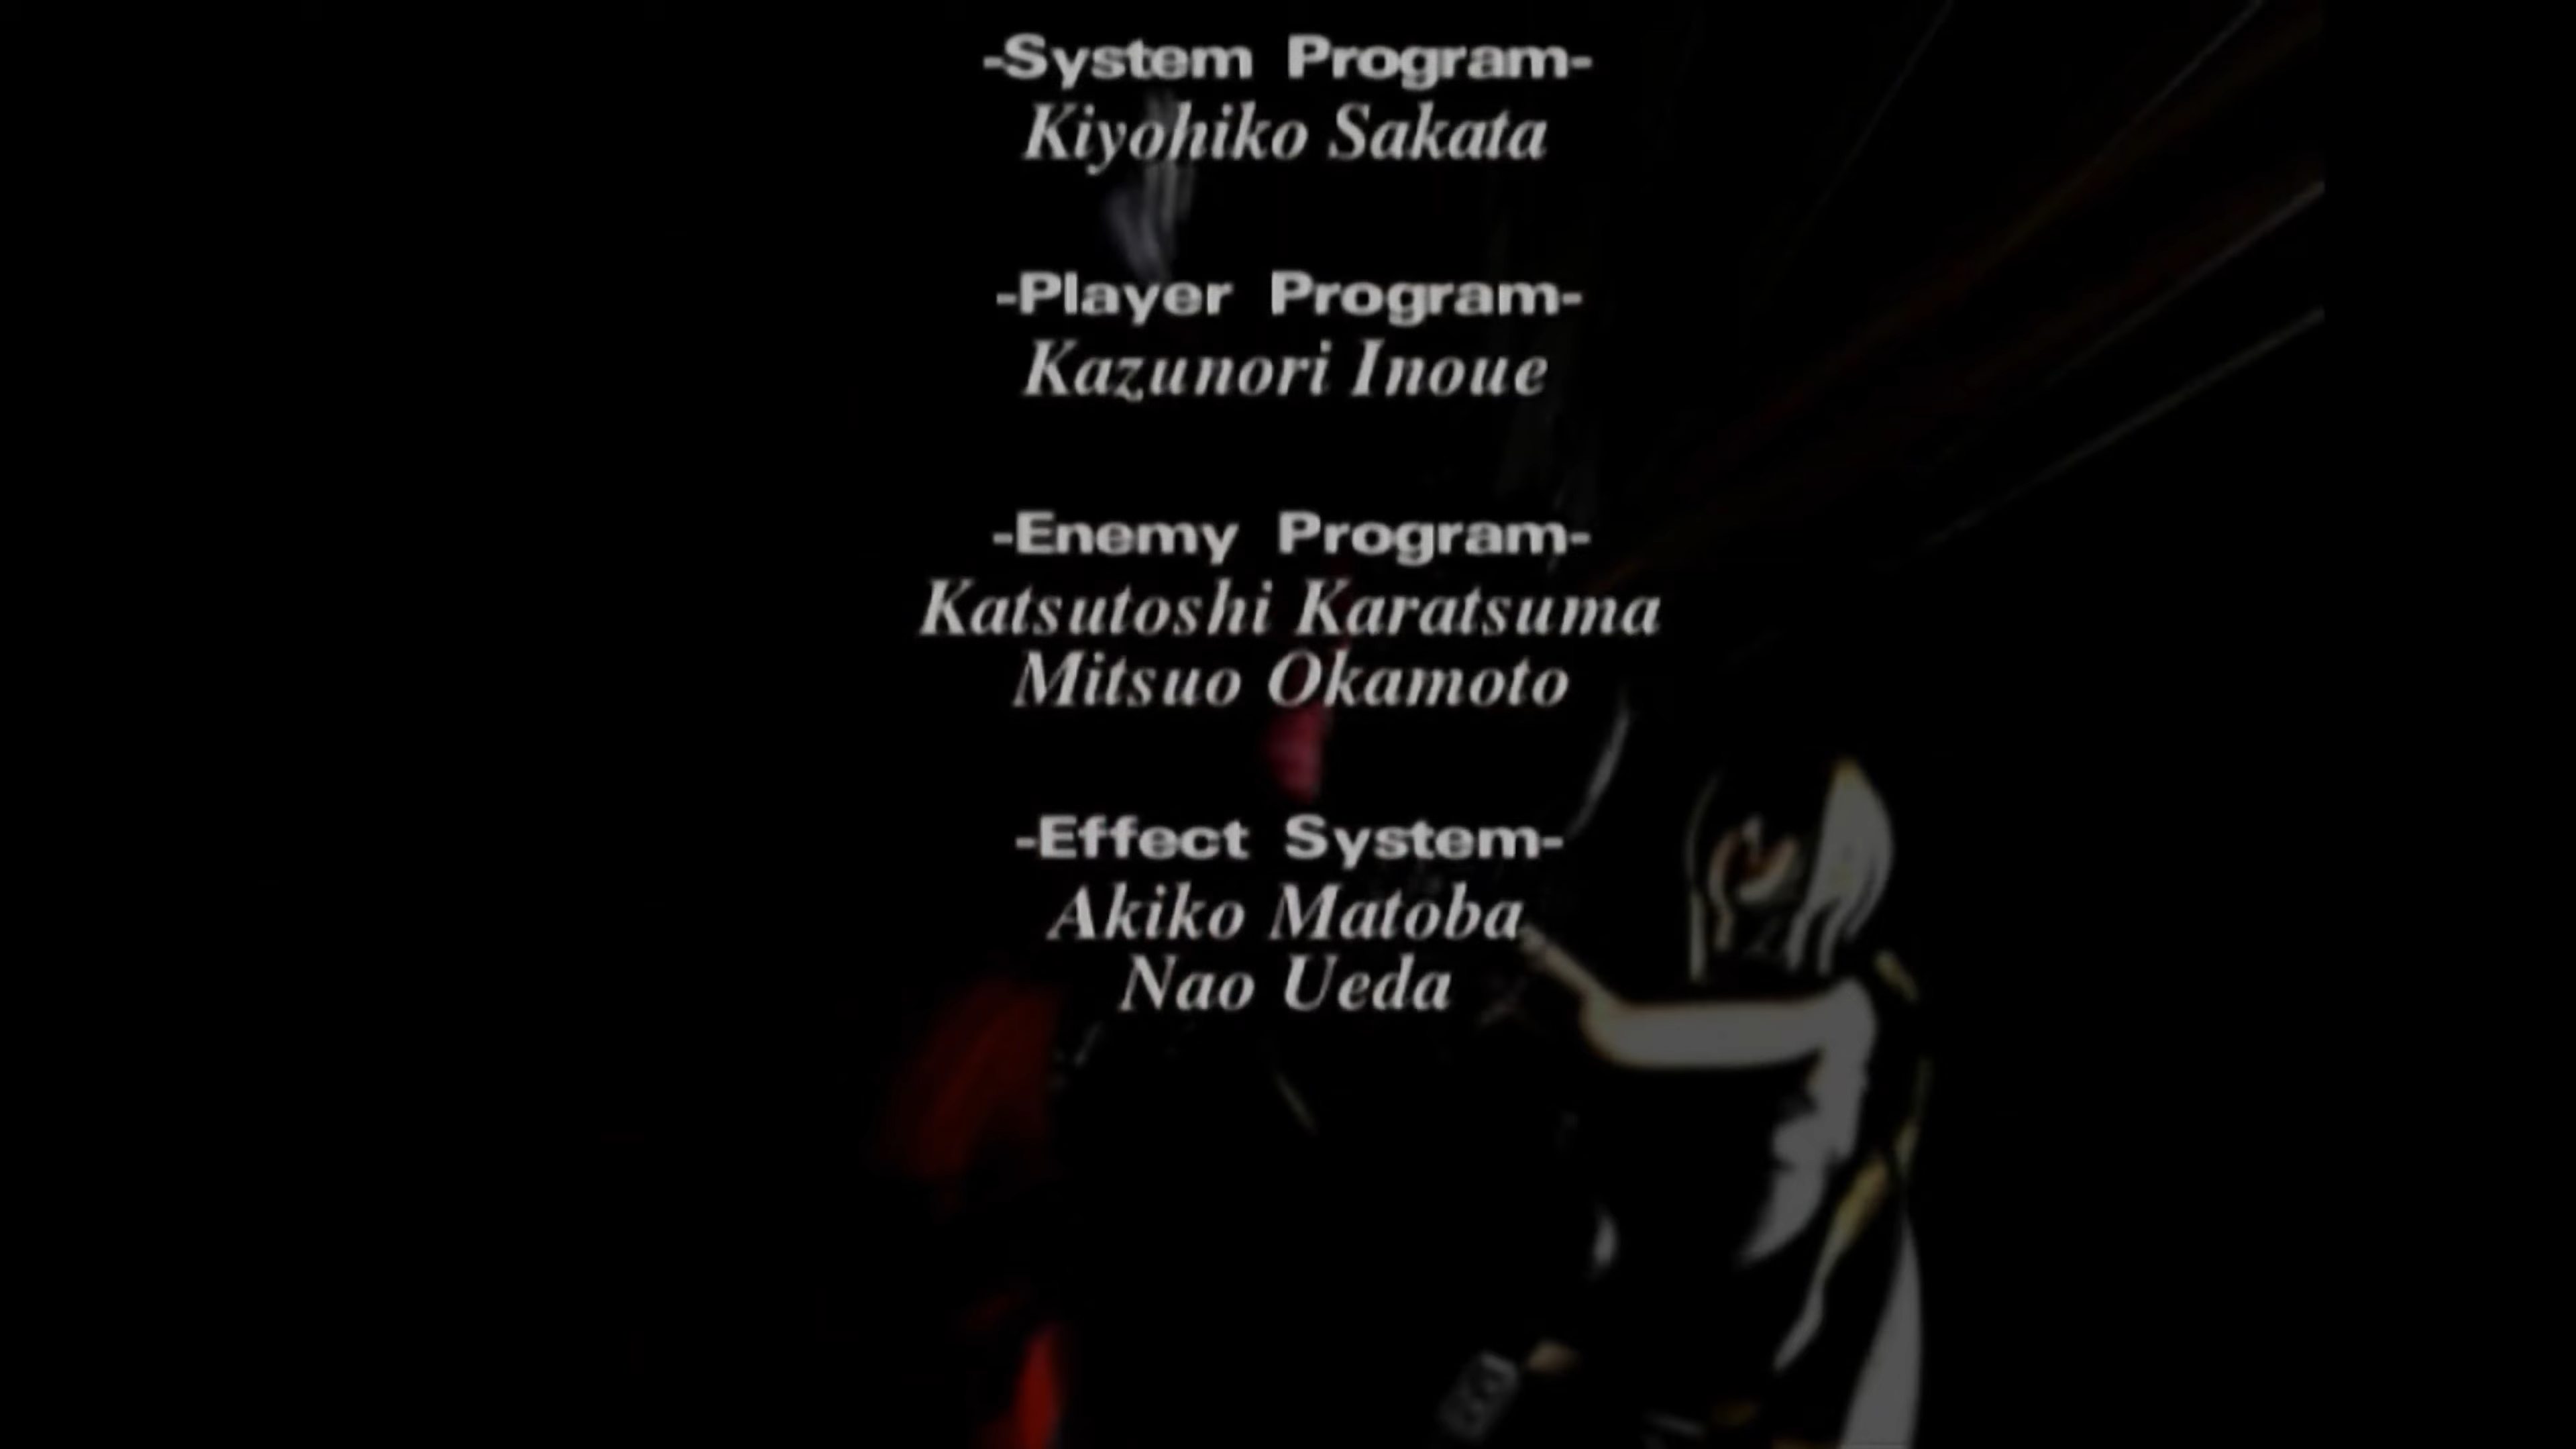 -System Program-
Kiyohiko Sakata
-Player Program-
Kazunori Inoue
-Enemy Program-
Katsutoshi Karatsuma
Mitsuo Okamoto
-Effect System-
Akiko Matoba
Nao Ueda